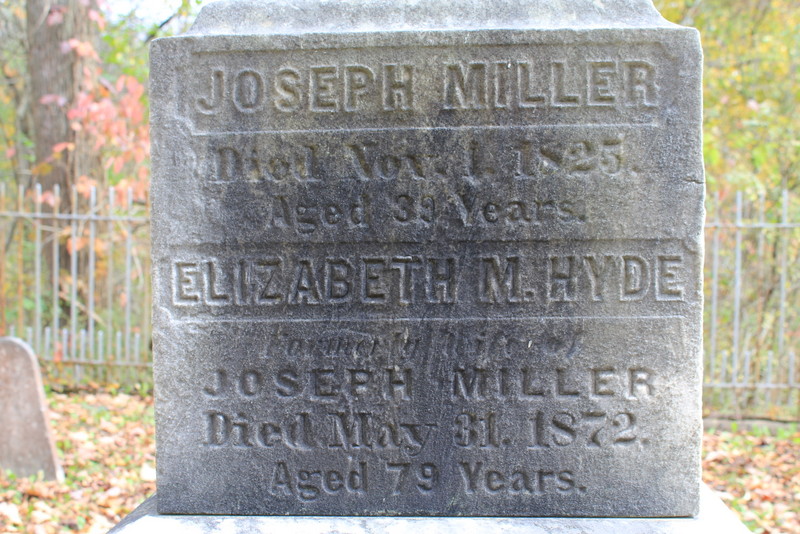 JOSEPH MILLER
Died Nov. 1. 1825.
Aged 39 Years.
ELIZABETH M. HYDE
Formerly Wife of
JOSEPH MILLER
Died May 31. 1872.
Aged 79 Years.